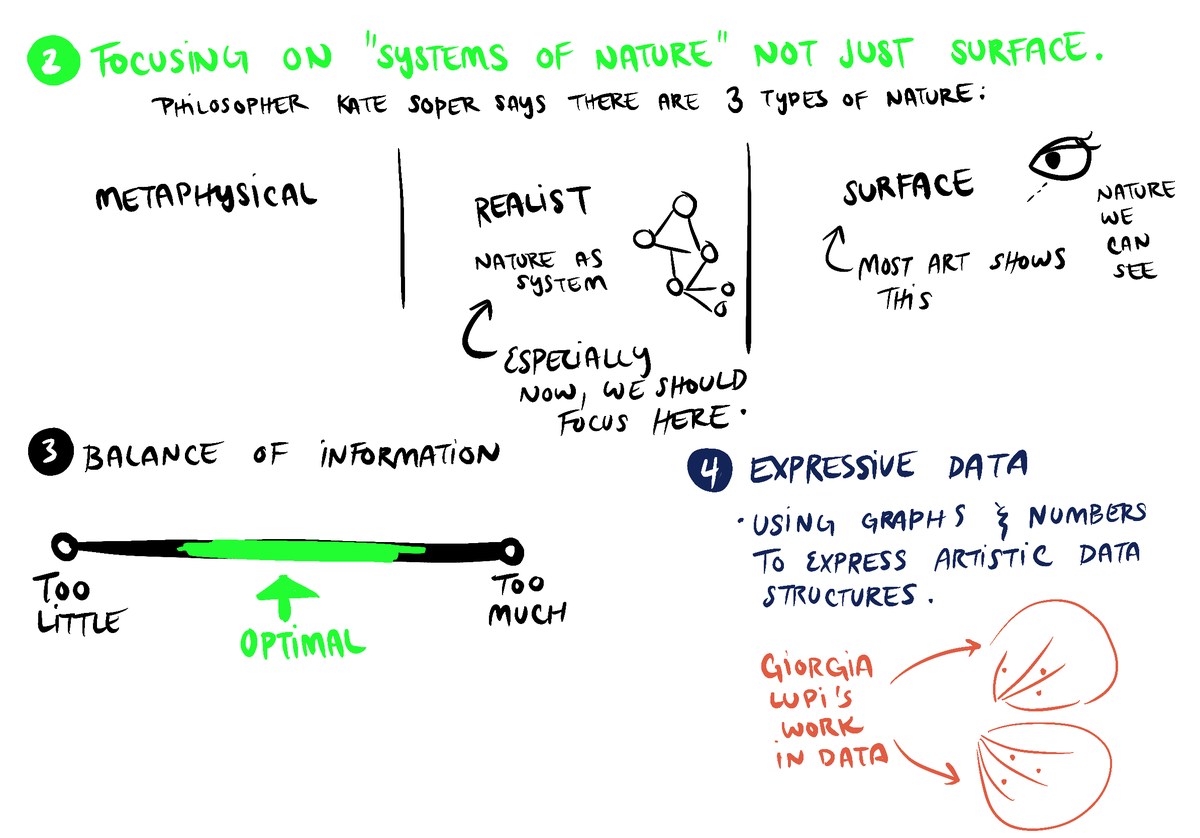 2 FOCUSING ON "SYSTEMS OF NATURE" NOT JUST SURFACE.
PHILOSOPHER KATE SOPER SAYS THERE ARE 3 TYPES OF NATURE:
METAPHYSICAL
REALIST
NATURE AS
SYSTEM
ESPECIALLY
NOW, WE SHOULD
FOCUS HERE.
SURFACE
MOST ART SHOWS
THIS
NATURE
WE
CAN
SEE
3 BALANCE OF INFORMATION
TOO
LITTLE
OPTIMAL
TOO
MUCH
4 EXPRESSIVE DATA
• USING GRAPHS & NUMBERS
TO EXPRESS ARTISTIC DATA
STRUCTURES.
GIORGIA
LUPI'S
WORK
IN DATA